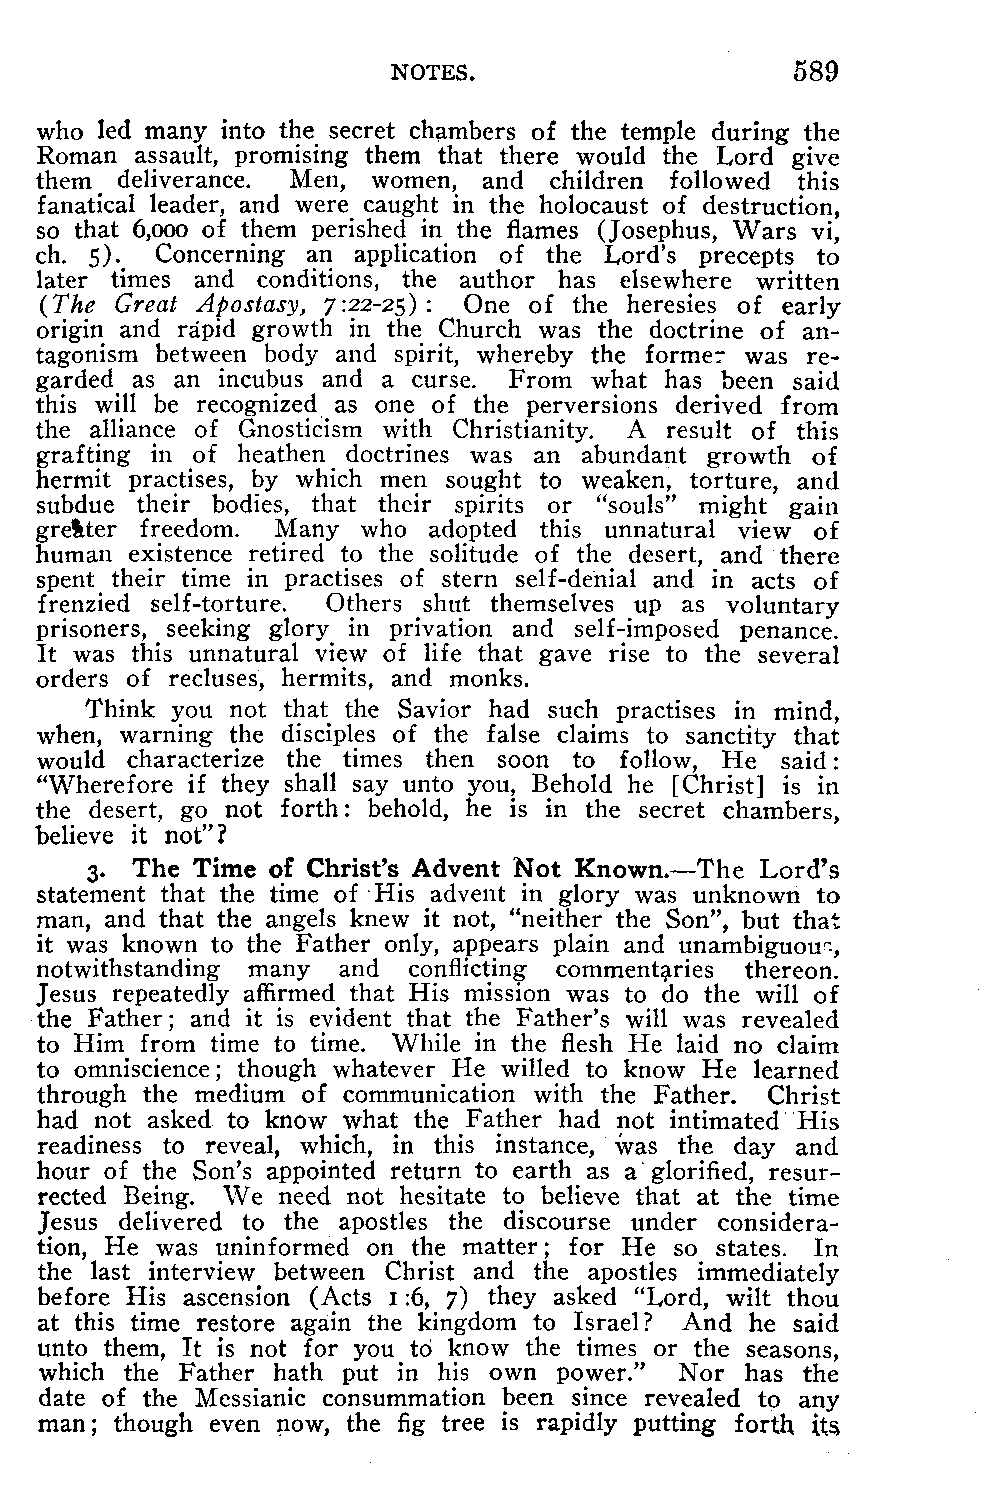 NOTES. 589
who led many into the secret chambers of the temple during the
Roman assault, promising them that there would the Lord give
them deliverance. Men, women, and children followed this
fanatical leader, and were caught in the holocaust of destruction,
so that 6,000 of them perished in the flames (Josephus, Wars vi,
ch. 5). Concerning an application of the Lord's precepts to
later times and conditions, the author has elsewhere written
(The Great Apostasy, 7:22-25): One of the heresies of early
origin and rapid growth in the Church was the doctrine of an-
tagonism between body and spirit, whereby the former was re-
garded as an incubus and a curse. From what has been said
this will be recognized as one of the perversions derived from
the alliance of Gnosticism with Christianity. A result of this
grafting in of heathen doctrines was an abundant growth of
hermit practises, by which men sought to weaken, torture, and
subdue their bodies, that their spirits or “souls” might gain
greater freedom. Many who adopted this unnatural view of
human existence retired to the solitude of the desert, and there
spent their time in practises of stern self-denial and in acts of
frenzied self-torture. Others shut themselves up as voluntary
prisoners, seeking glory in privation and self-imposed penance.
It was this unnatural view of life that gave rise to the several
orders of recluses, hermits, and monks.
Think you not that the Savior had such practises in mind,
when, warning the disciples of the false claims to sanctity that
would characterize the times then soon to follow, He said:
“Wherefore if they shall say unto you, Behold he [Christ] is in
the desert, go not forth: behold, he is in the secret chambers,
believe it not”?
3. The Time of Christ's Advent Not Known.—The Lord's
statement that the time of His advent in glory was unknown to
man, and that the angels knew it not, “neither the Son”, but that
it was known to the Father only, appears plain and unambiguous,
notwithstanding many and conflicting commentaries thereon.
Jesus repeatedly affirmed that His mission was to do the will of
the Father; and it is evident that the Father's will was revealed
to Him from time to time. While in the flesh He laid no claim
to omniscience; though whatever He willed to know He learned
through the medium of communication with the Father. Christ
had not asked to know what the Father had not intimated His
readiness to reveal, which, in this instance, was the day and
hour of the Son's appointed return to earth as a glorified, resur-
rected Being. We need not hesitate to believe that at the time
Jesus delivered to the apostles the discourse under considera-
tion, He was uninformed on the matter; for He so states. In
the last interview between Christ and the apostles immediately
before His ascension (Acts 1:6, 7) they asked “Lord, wilt thou
at this time restore again the kingdom to Israel? And he said
unto them, It is not for you to know the times or the seasons,
which the Father hath put in his own power.” Nor has the
date of the Messianic consummation been since revealed to any
man; though even now, the fig tree is rapidly putting forth its